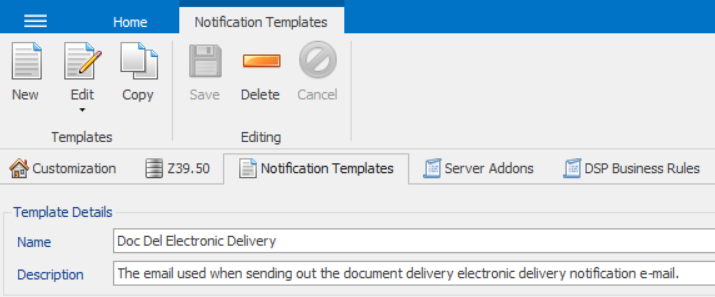 Home Notification Templates
New Edit Copy Save Delete Cancel
Templates Editing
Customization Z39.50 Notification Templates Server Addons DSP Business Rules
Template Details
Name Doc Del Electronic Delivery
Description The email used when sending out the document delivery electronic delivery notification e-mail.